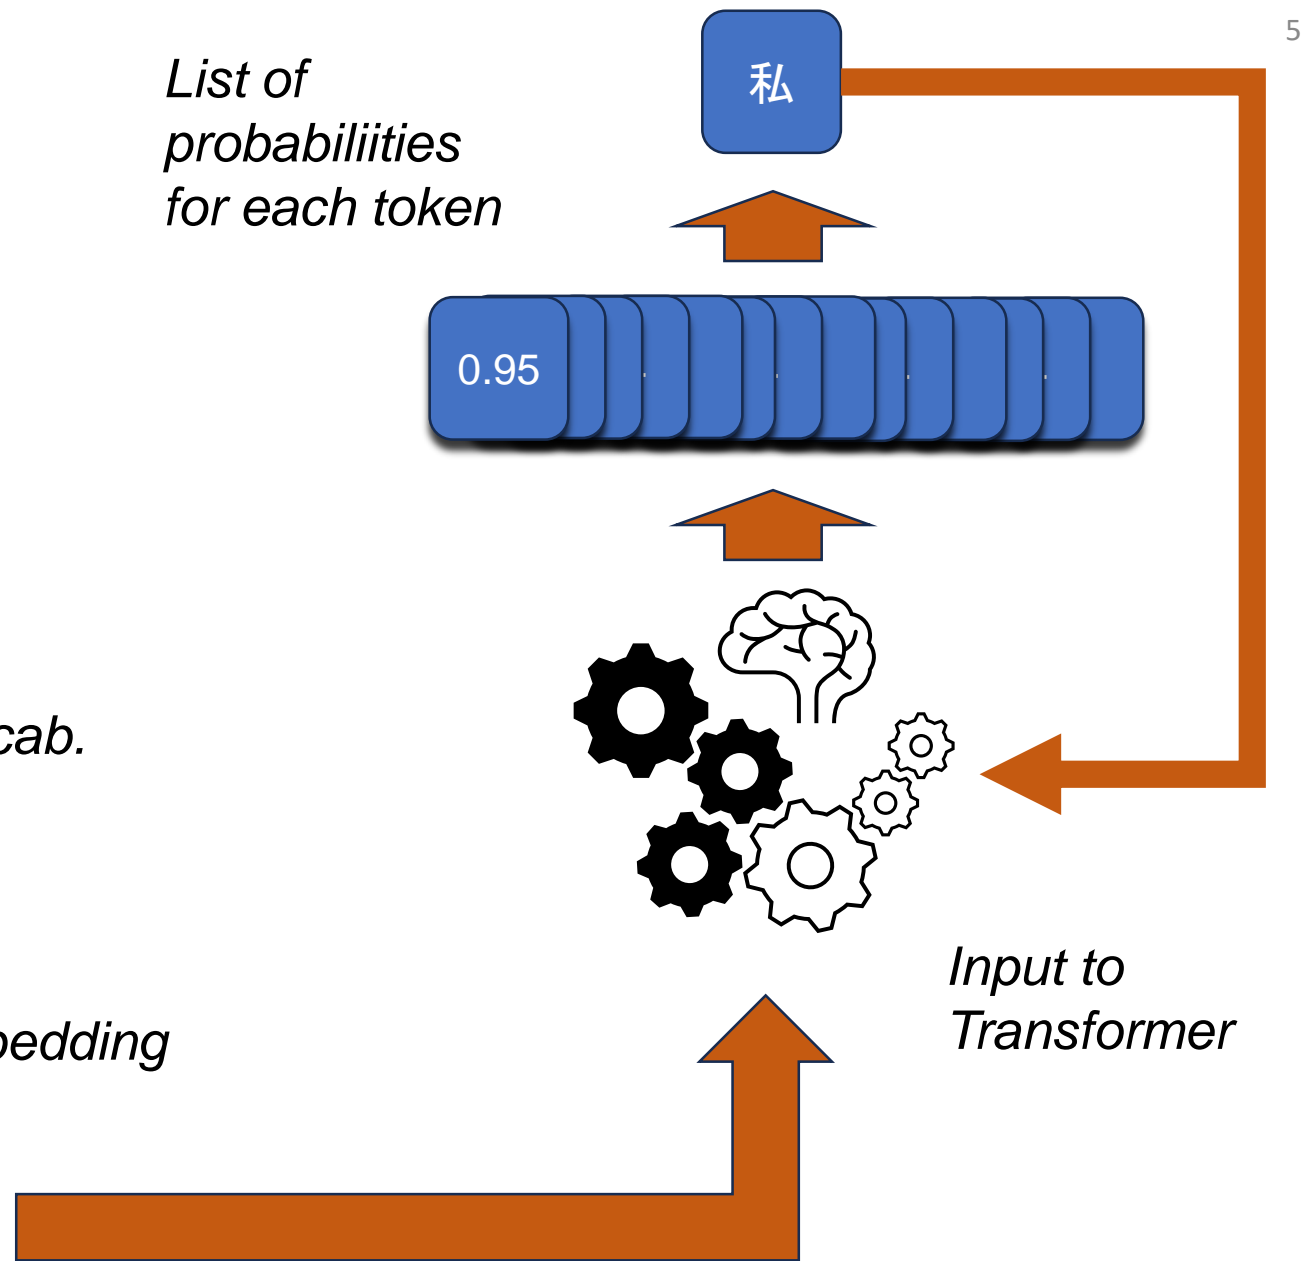 5
List of
probabiliities
for each token
私
0.95
cab.
bedding
Input to
Transformer